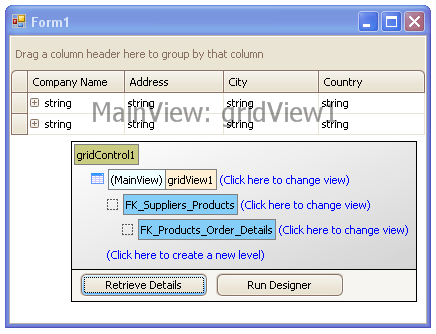 Form1
Drag a column header here to group by that column
Company Name Address City Country
string string string string
MainView: gridView1
string string string string
gridControl1
(MainView) gridView1 (Click here to change view)
FK_Suppliers_Products (Click here to change view)
FK_Products_Order_Details (Click here to change view)
(Click here to create a new level)
Retrieve Details Run Designer